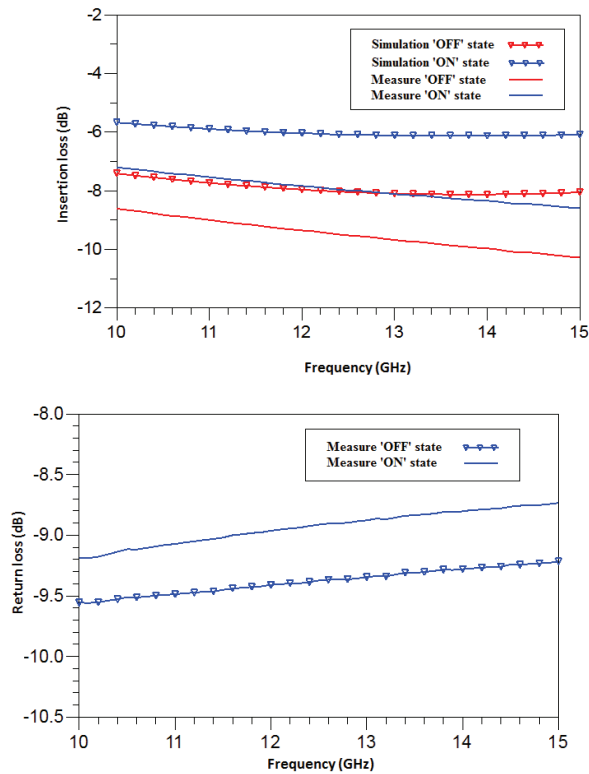 -2
-4
-6
-8
-10
-12
Insertion loss (dB)
Simulation 'OFF' state
Simulation 'ON' state
Measure 'OFF' state
Measure 'ON' state
10 11 12 13 14 15
Frequency (GHz)
-8.0
-8.5
-9.0
-9.5
-10.0
-10.5
Return loss (dB)
Measure 'OFF' state
Measure 'ON' state
10 11 12 13 14 15
Frequency (GHz)